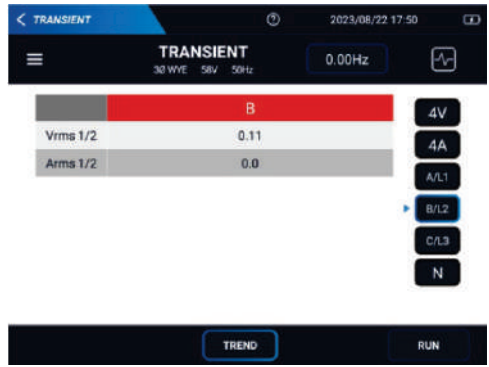 TRANSIENT 2023/08/22 17:50
TRANSIENT
3Ø WYE 58V 50Hz
0.00Hz
B
Vrms 1/2 0.11
Arms 1/2 0.0
4V
4A
A/L1
B/L2
C/L3
N
TREND RUN